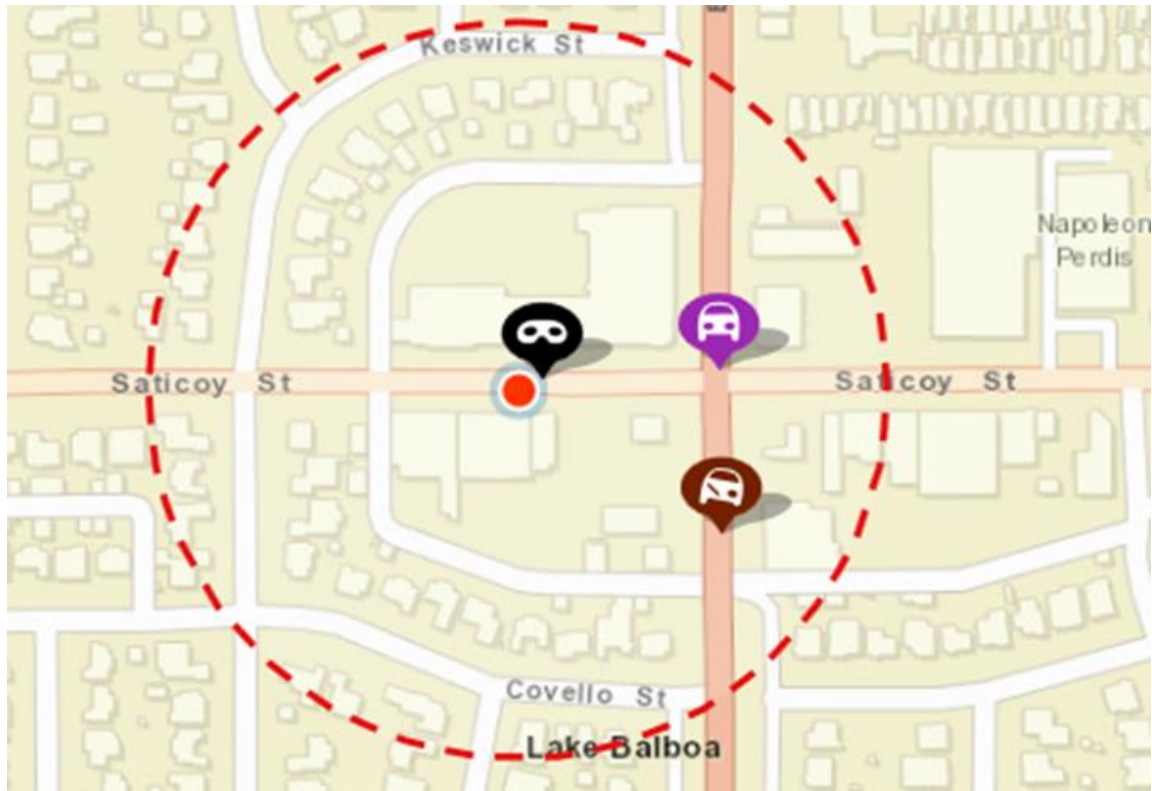 Keswick St
Napoleon
Perdis
Saticoy St
Saticoy St
Covello St
Lake Balboa